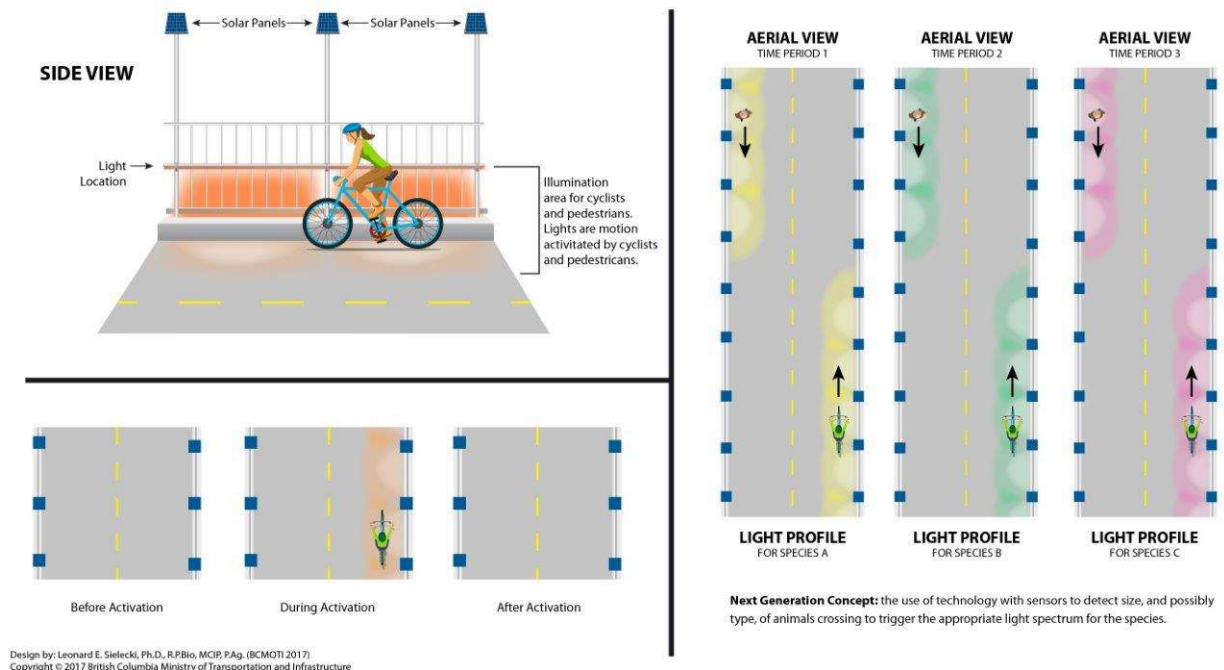 Solar Panels
Solar Panels
SIDE VIEW
Light
Location
Illumination
area for cyclists
and pedestrians.
Lights are motion
activitated by cyclists
and pedestricans.
Before Activation
During Activation
After Activation
Design by: Leonard E. Sielecki, Ph.D., R.P.Bio, MCIP, P.Ag. (BCMOTI 2017)
Copyright © 2017 British Columbia Ministry of Transportation and Infrastructure
AERIAL VIEW
TIME PERIOD 1
LIGHT PROFILE
FOR SPECIES A
AERIAL VIEW
TIME PERIOD 2
LIGHT PROFILE
FOR SPECIES B
AERIAL VIEW
TIME PERIOD 3
LIGHT PROFILE
FOR SPECIES C
Next Generation Concept: the use of technology with sensors to detect size, and possibly
type, of animals crossing to trigger the appropriate light spectrum for the species.